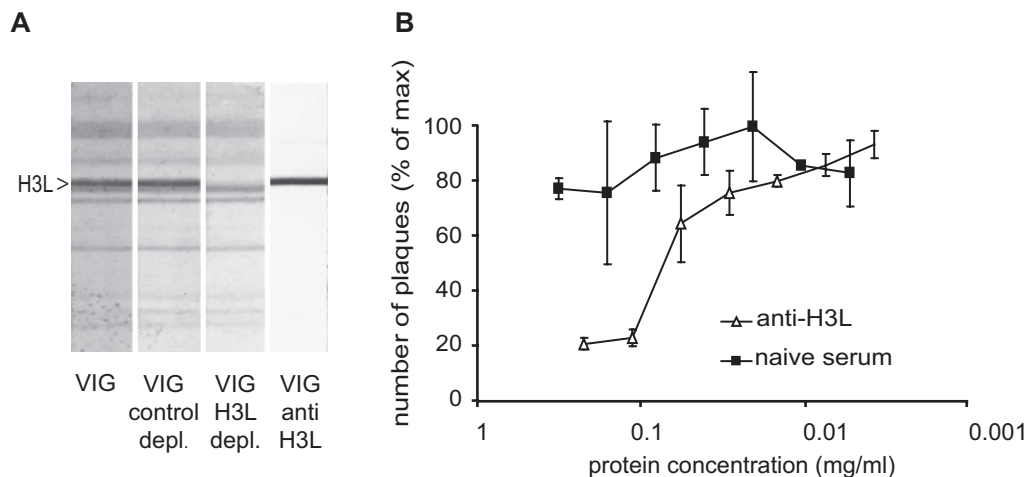 A
H3L >
VIG
VIG
control
depl.
VIG
H3L
depl.
VIG
anti
H3L
B
number of plaques (% of max)
100
80
60
40
20
0
anti-H3L
naive serum
1
0.1
0.01
0.001
protein concentration (mg/ml)